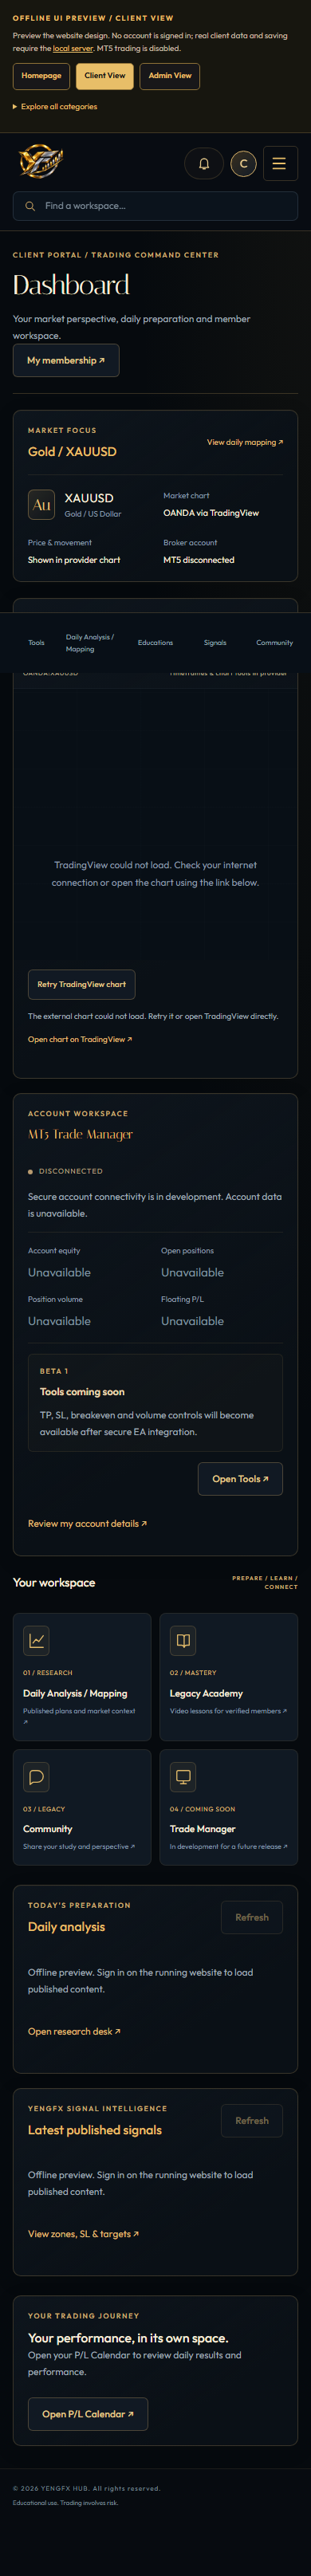 OFFLINE UI PREVIEW / CLIENT VIEW
Preview the website design. No account is signed in; real client data and saving
require the local server. MT5 trading is disabled.
Homepage
Client View
Admin View
▶ Explore all categories
C
Find a workspace...
CLIENT PORTAL / TRADING COMMAND CENTER
Dashboard
Your market perspective, daily preparation and member
workspace.
My membership ↗
MARKET FOCUS
Gold / XAUUSD
View daily mapping ↗
Au
XAUUSD
Gold / US Dollar
Market chart
OANDA via TradingView
Price & movement
Shown in provider chart
Broker account
MT5 disconnected
Tools
Daily Analysis /
Mapping
Educations
Signals
Community
OANDA:XAUUSD
Timeframes & chart tools in provider
TradingView could not load. Check your internet
connection or open the chart using the link below.
Retry TradingView chart
The external chart could not load. Retry it or open TradingView directly.
Open chart on TradingView ↗
ACCOUNT WORKSPACE
MT5 Trade Manager
DISCONNECTED
Secure account connectivity is in development. Account data
is unavailable.
Account equity
Unavailable
Open positions
Unavailable
Position volume
Unavailable
Floating P/L
Unavailable
BETA 1
Tools coming soon
TP, SL, breakeven and volume controls will become
available after secure EA integration.
Open Tools ↗
Review my account details ↗
Your workspace
PREPARE / LEARN /
CONNECT
01 / RESEARCH
Daily Analysis / Mapping
Published plans and market context
↗
02 / MASTERY
Legacy Academy
Video lessons for verified members ↗
03 / LEGACY
Community
Share your study and perspective ↗
04 / COMING SOON
Trade Manager
In development for a future release ↗
TODAY'S PREPARATION
Daily analysis
Refresh
Offline preview. Sign in on the running website to load
published content.
Open research desk ↗
YENGFX SIGNAL INTELLIGENCE
Latest published signals
Refresh
Offline preview. Sign in on the running website to load
published content.
View zones, SL & targets ↗
YOUR TRADING JOURNEY
Your performance, in its own space.
Open your P/L Calendar to review daily results and
performance.
Open P/L Calendar ↗
© 2026 YENGFX HUB. All rights reserved.
Educational use. Trading involves risk.